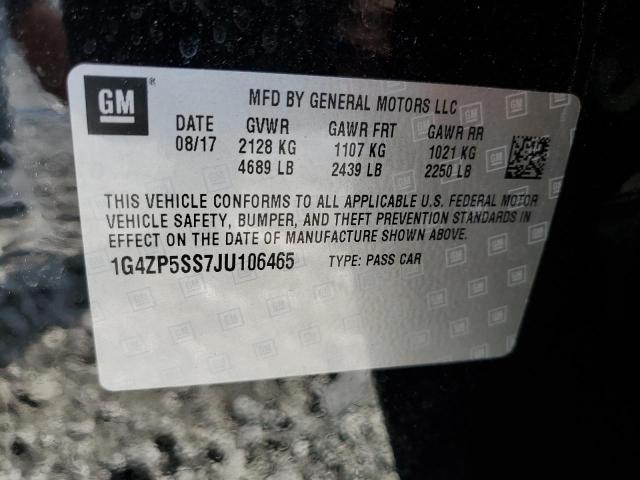 GM®
MFD BY GENERAL MOTORS LLC
DATE GVWR GAWR FRT GAWR RR
08/17 2128 KG 1107 KG 1021 KG
4689 LB 2439 LB 2250 LB
THIS VEHICLE CONFORMS TO ALL APPLICABLE U.S. FEDERAL MOTOR
VEHICLE SAFETY, BUMPER, AND THEFT PREVENTION STANDARDS IN
EFFECT ON THE DATE OF MANUFACTURE SHOWN ABOVE.
1G4ZP5SS7JU106465 TYPE: PASS CAR